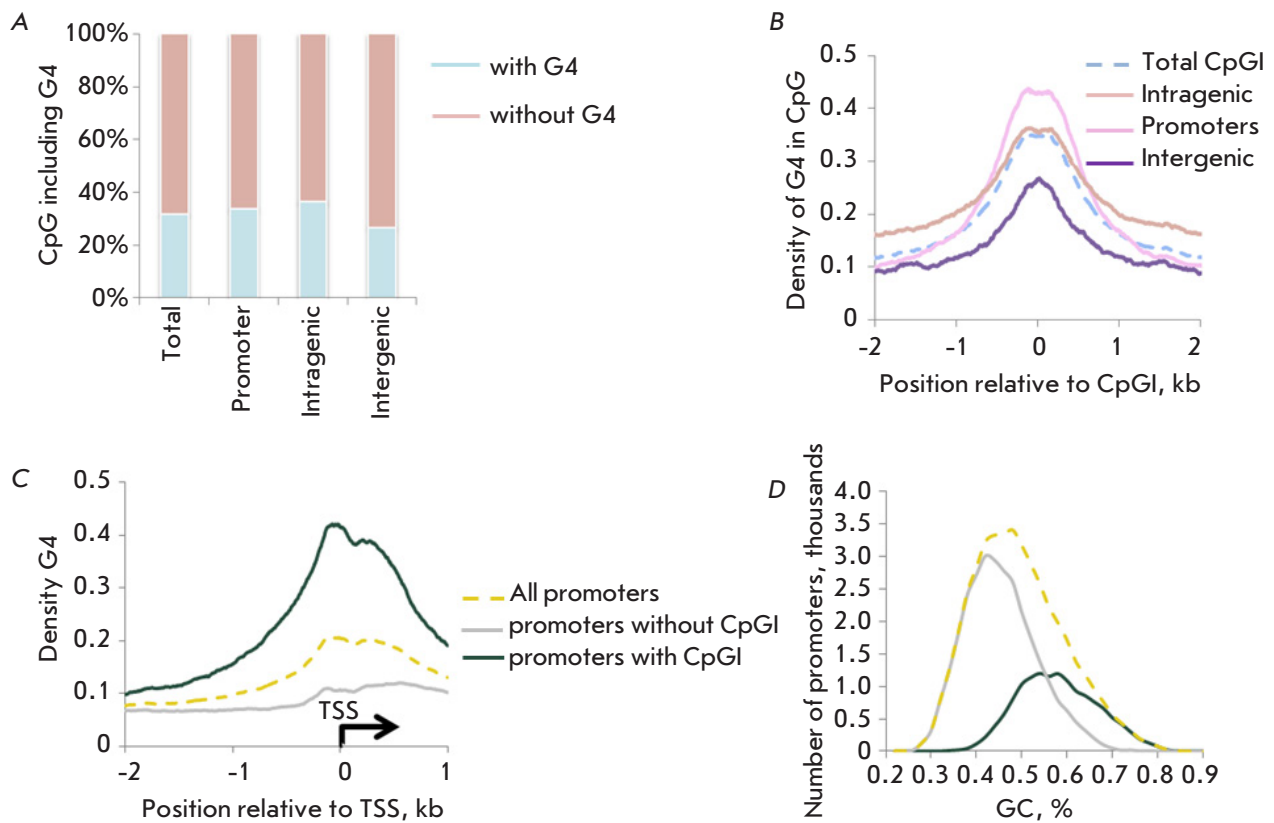 A
CpG including G4
100%
80%
60%
40%
20%
0%
Total
Promoter
Intragenic
Intergenic
with G4
without G4
B
Density of G4 in CpG
0.5
0.4
0.3
0.2
0.1
0
-2
-1
0
1
2
Position relative to CpGI, kb
Total CpGI
Intragenic
Promoters
Intergenic
C
Density G4
0.5
0.4
0.3
0.2
0.1
0
TSS
-2
-1
0
1
Position relative to TSS, kb
All promoters
promoters without CpGI
promoters with CpGI
D
Number of promoters, thousands
4.0
3.5
3.0
2.5
2.0
1.5
1.0
0.5
0
0.2 0.3 0.4 0.5 0.6 0.7 0.8 0.9
GC, %